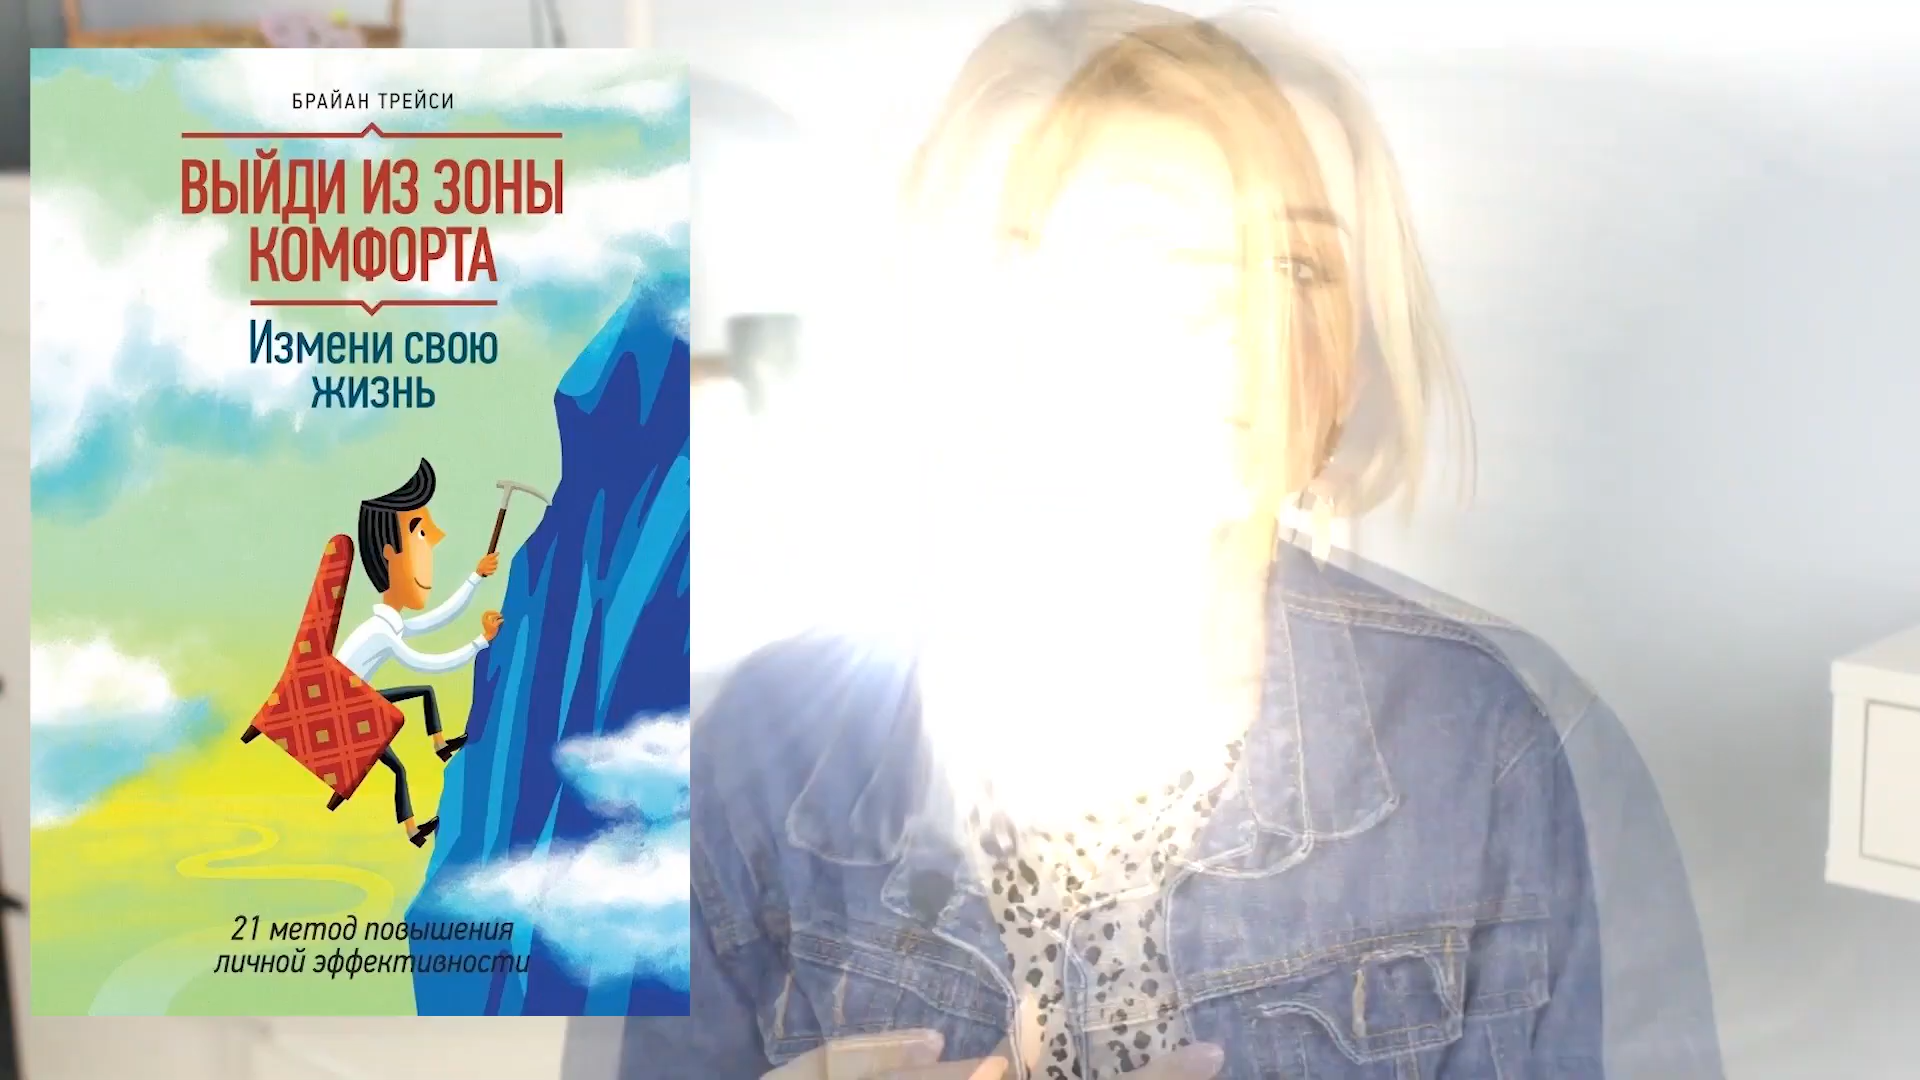 БРАЙАН ТРЕЙСИ
ВЫЙДИ ИЗ ЗОНЫ
КОМФОРТА
Измени свою
жизнь
21 метод повышения
личной эффективности